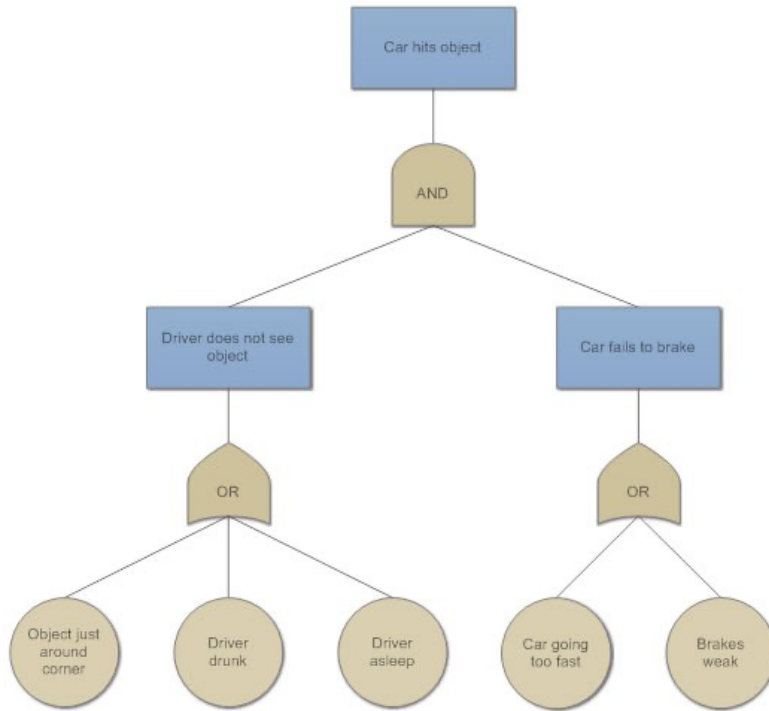 Car hits object
AND
Driver does not see
object
Car fails to brake
OR
OR
Object just
around
corner
Driver
drunk
Driver
asleep
Car going
too fast
Brakes
weak